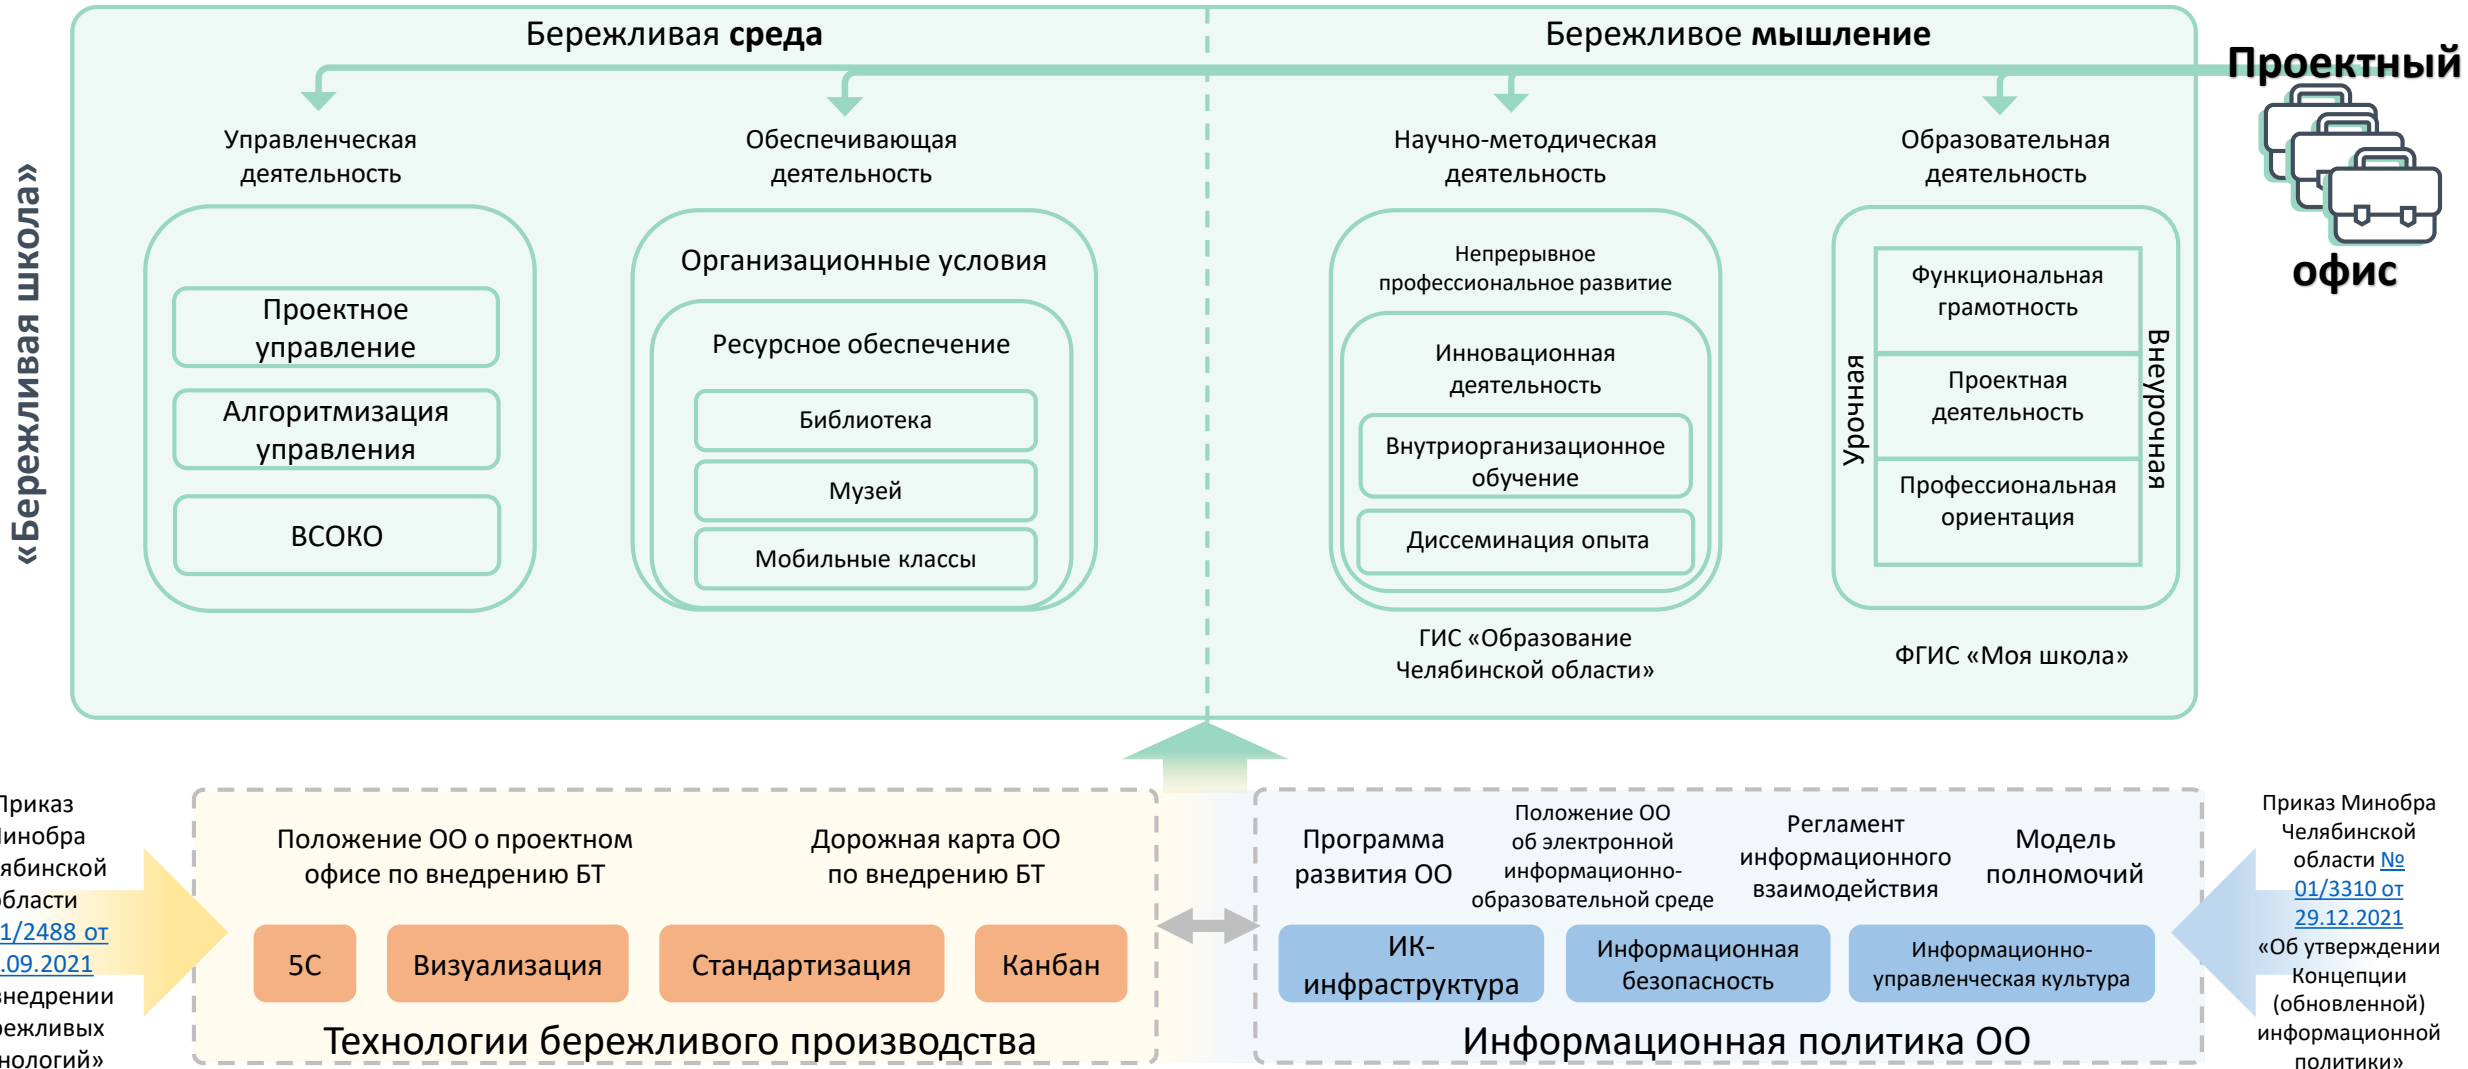 Бережливая среда
Бережливое мышление
Проектный
офис
«Бережливая школа»
Управленческая
деятельность
Проектное
управление
Алгоритмизация
управления
ВСОКО
Обеспечивающая
деятельность
Организационные условия
Ресурсное обеспечение
Библиотека
Музей
Мобильные классы
Научно-методическая
деятельность
Непрерывное
профессиональное развитие
Инновационная
деятельность
Внутриорганизационное
обучение
Диссеминация опыта
ГИС «Образование
Челябинской области»
Образовательная
деятельность
Урочная
Функциональная
грамотность
Проектная
деятельность
Профессиональная
ориентация
Внеурочная
ФГИС «Моя школа»
Приказ
1/2488 от
.09.2021
Положение ОО о проектном
офисе по внедрению БТ
Дорожная карта ОО
по внедрению БТ
5С
Визуализация
Стандартизация
Канбан
Технологии бережливого производства
Программа
развития ОО
Положение ОО
об электронной
информационно-
образовательной среде
Регламент
информационного
взаимодействия
Модель
полномочий
ИК-
инфраструктура
Информационная
безопасность
Информационно-
управленческая культура
Информационная политика ОО
Приказ Минобра
Челябинской
области №
01/3310 от
29.12.2021
«Об утверждении
Концепции
(обновленной)
информационной
политики»